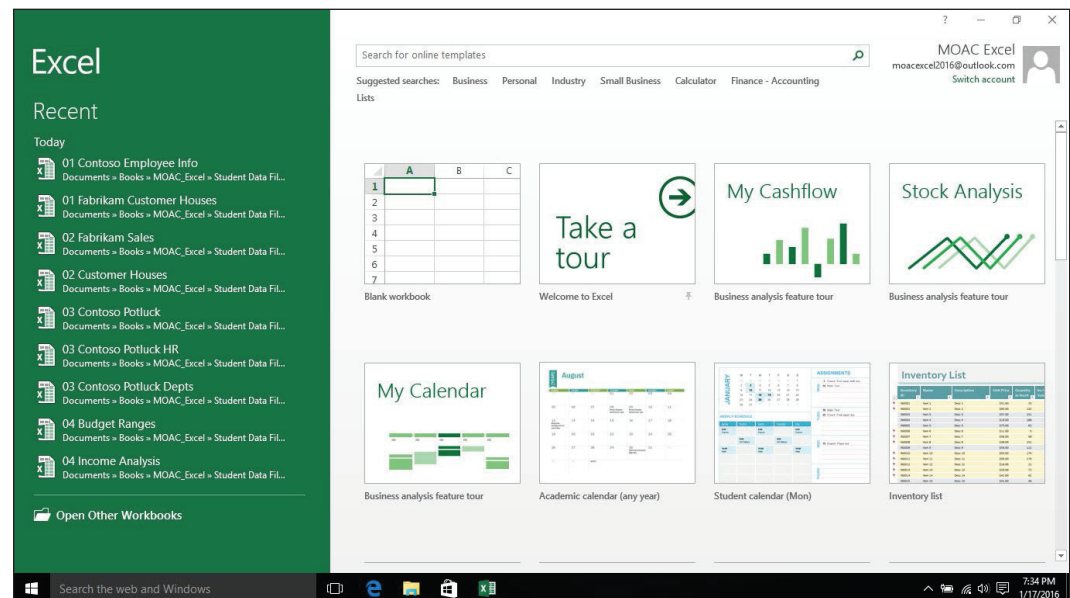 Excel
Recent
Today
01 Contoso Employee Info
Documents » Books » MOAC_Excel » Student Data Fil...
01 Fabrikam Customer Houses
Documents » Books » MOAC_Excel » Student Data Fil...
02 Fabrikam Sales
Documents » Books » MOAC_Excel » Student Data Fil...
02 Customer Houses
Documents » Books » MOAC_Excel » Student Data Fil...
03 Contoso Potluck
Documents » Books » MOAC_Excel » Student Data Fil...
03 Contoso Potluck HR
Documents » Books » MOAC_Excel » Student Data Fil...
03 Contoso Potluck Depts
Documents » Books » MOAC_Excel » Student Data Fil...
04 Budget Ranges
Documents » Books » MOAC_Excel » Student Data Fil...
04 Income Analysis
Documents » Books » MOAC_Excel » Student Data Fil...
Open Other Workbooks
?
Search for online templates
MOAC Excel
moacexcel2016@outlook.com
Switch account
Suggested searches: Business Personal Industry Small Business Calculator Finance - Accounting
Lists
A B C
1
2
3
4
5
6
7
Blank workbook
Take a
tour
Welcome to Excel
My Cashflow
Business analysis feature tour
Stock Analysis
Business analysis feature tour
My Calendar
Business analysis feature tour
August
Academic calendar (any year)
JANUARY
ASSIGNMENTS
Student calendar (Mon)
Inventory List
Inventory list
Search the web and Windows
7:34 PM
1/17/2016